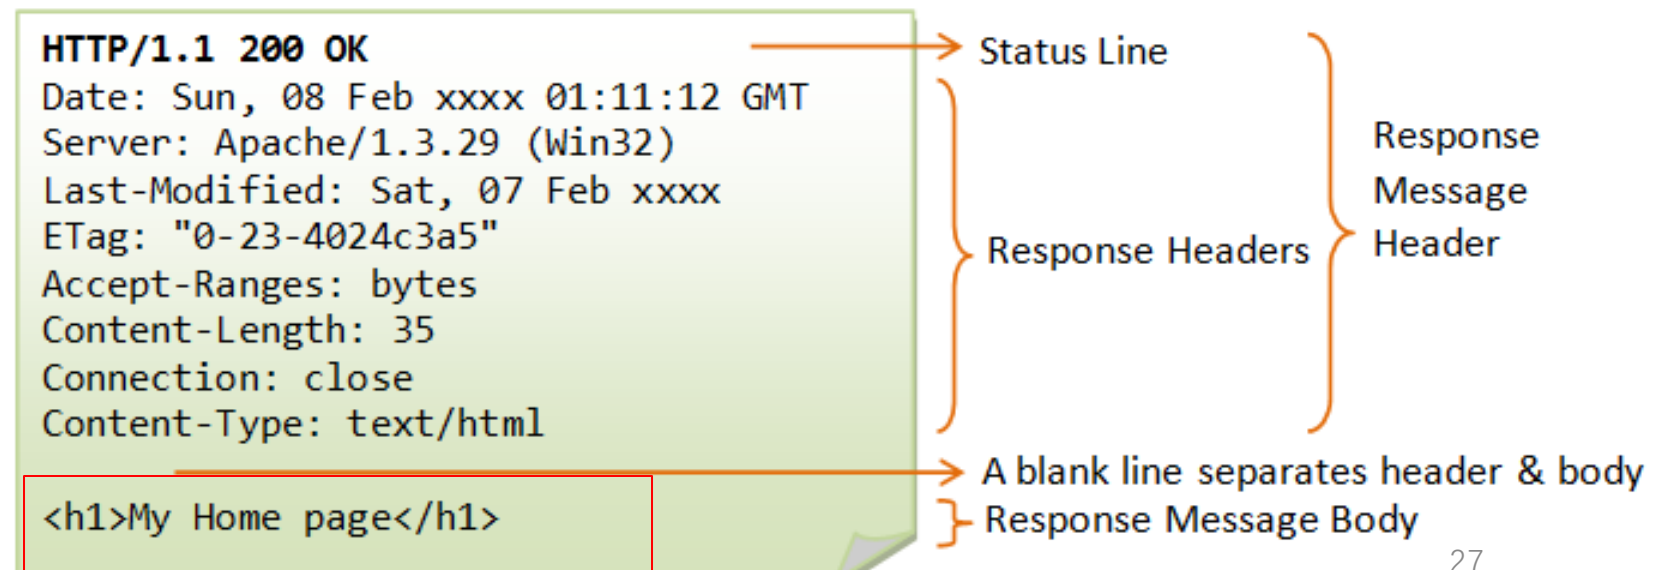 HTTP/1.1 200 OK
Date: Sun, 08 Feb xxxx 01:11:12 GMT
Server: Apache/1.3.29 (Win32)
Last-Modified: Sat, 07 Feb xxxx
ETag: "0-23-4024c3a5"
Accept-Ranges: bytes
Content-Length: 35
Connection: close
Content-Type: text/html
<h1>My Home page</h1>
Status Line
Response Headers
Response
Message
Header
A blank line separates header & body
Response Message Body
27